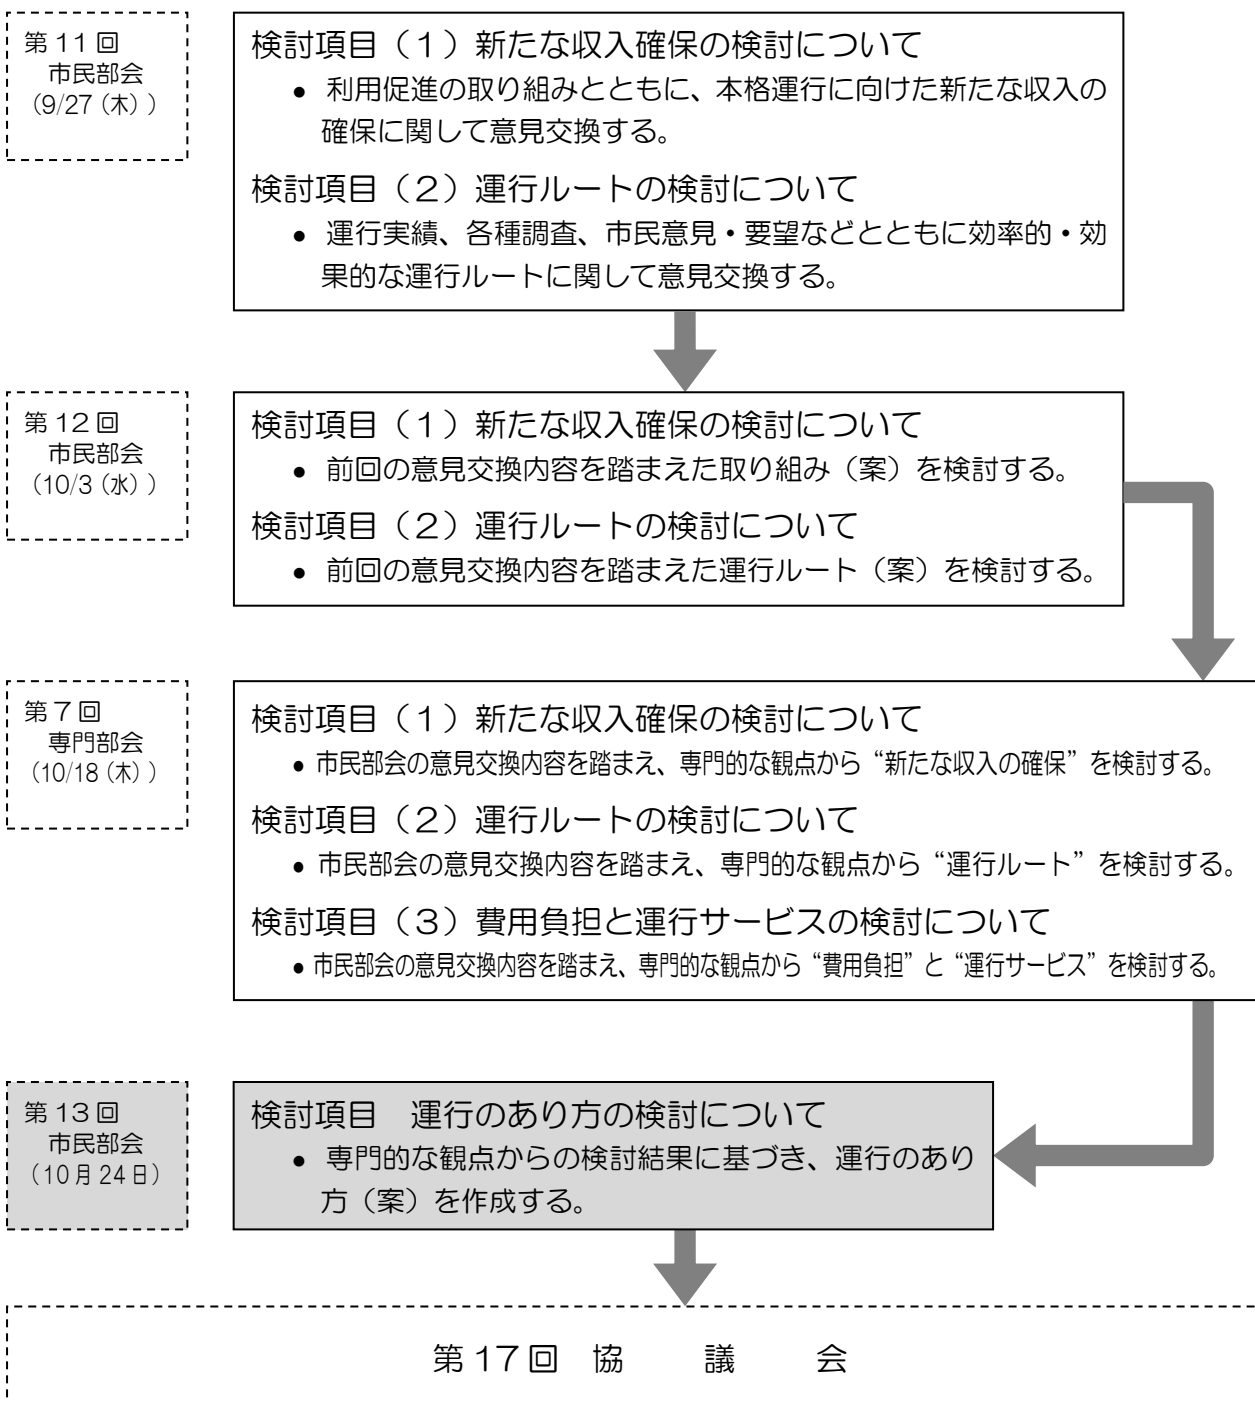 第11回
市民部会
（9/27（木））
検討項目（１）新たな収入確保の検討について
● 利用促進の取り組みとともに、本格運行に向けた新たな収入の
確保に関して意見交換する。
検討項目（２）運行ルートの検討について
● 運行実績、各種調査、市民意見・要望などとともに効率的・効
果的な運行ルートに関して意見交換する。
第12回
市民部会
（10/3（水））
検討項目（１）新たな収入確保の検討について
● 前回の意見交換内容を踏まえた取り組み（案）を検討する。
検討項目（２）運行ルートの検討について
● 前回の意見交換内容を踏まえた運行ルート（案）を検討する。
第７回
専門部会
（10/18（木））
検討項目（１）新たな収入確保の検討について
● 市民部会の意見交換内容を踏まえ、専門的な観点から“新たな収入の確保”を検討する。
検討項目（２）運行ルートの検討について
● 市民部会の意見交換内容を踏まえ、専門的な観点から“運行ルート”を検討する。
検討項目（３）費用負担と運行サービスの検討について
● 市民部会の意見交換内容を踏まえ、専門的な観点から“費用負担”と“運行サービス”を検討する。
第13回
市民部会
（10月24日）
検討項目　運行のあり方の検討について
● 専門的な観点からの検討結果に基づき、運行のあり
方（案）を作成する。
第17回　協　議　会